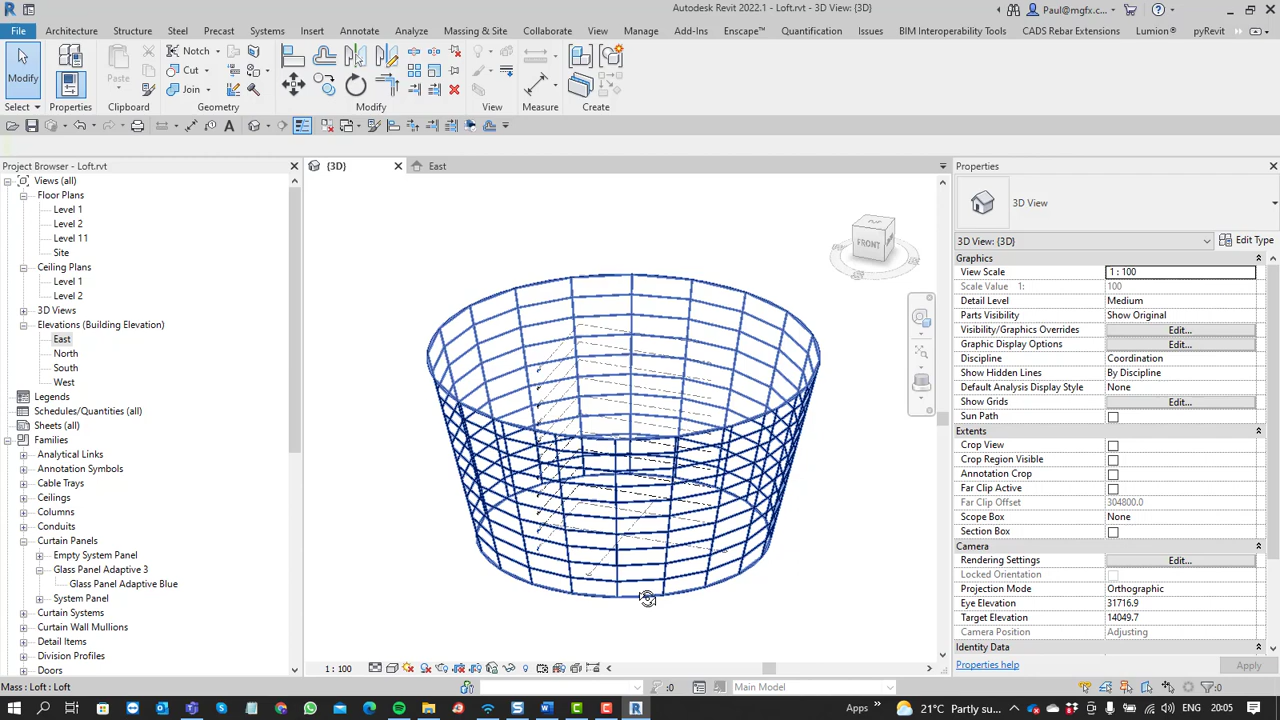 Autodesk Revit 2022.1 - Loft.rvt - 3D View: {3D}
Paul@mgfx.c...
File Architecture Structure Steel Precast Systems Insert Annotate Analyze Massing & Site Collaborate View Manage Add-Ins Enscape™ Quantification Issues BIM Interoperability Tools CADS Rebar Extensions Lumion® pyRevit
Modify
Paste
Notch
Cut
Join
Select Properties Clipboard Geometry Modify View Measure Create
Project Browser - Loft.rvt
{3D}
East
Properties
Views (all)
Floor Plans
Level 1
Level 2
Level 11
Site
Ceiling Plans
Level 1
Level 2
3D Views
Elevations (Building Elevation)
East
North
South
West
Legends
Schedules/Quantities (all)
Sheets (all)
Families
Analytical Links
Annotation Symbols
Cable Trays
Ceilings
Columns
Conduits
Curtain Panels
Empty System Panel
Glass Panel Adaptive 3
Glass Panel Adaptive Blue
System Panel
Curtain Systems
Curtain Wall Mullions
Detail Items
Division Profiles
Doors
FRONT
3D View
3D View: {3D}
Edit Type
Graphics
View Scale 1 : 100
Scale Value 1: 100
Detail Level Medium
Parts Visibility Show Original
Visibility/Graphics Overrides Edit...
Graphic Display Options Edit...
Discipline Coordination
Show Hidden Lines By Discipline
Default Analysis Display Style None
Show Grids Edit...
Sun Path
Extents
Crop View
Crop Region Visible
Annotation Crop
Far Clip Active
Far Clip Offset 304800.0
Scope Box None
Section Box
Camera
Rendering Settings Edit...
Locked Orientation
Projection Mode Orthographic
Eye Elevation 31716.9
Target Elevation 14049.7
Camera Position Adjusting
Identity Data
Properties help
Apply
1 : 100
Mass : Loft : Loft
:0
Main Model
:0
Apps
21°C Partly su...
ENG
20:05